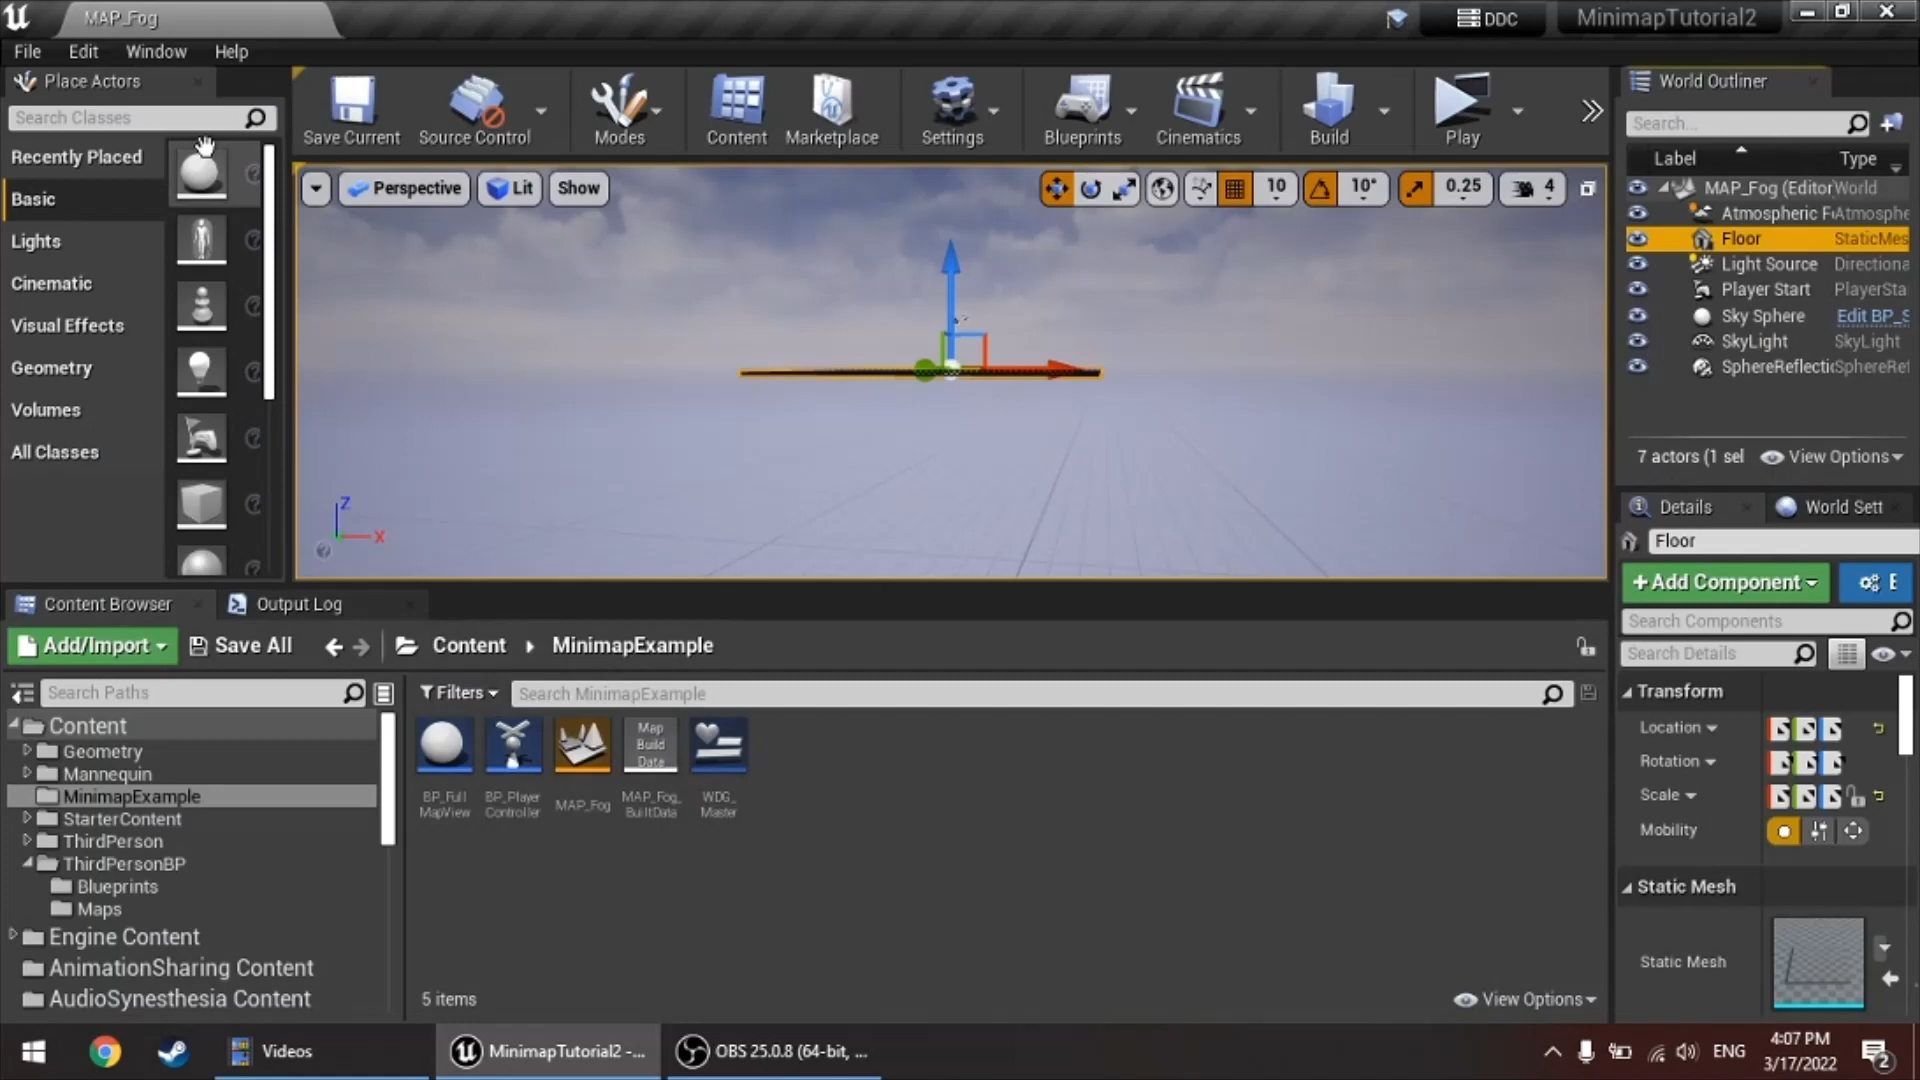 MAP_Fog
DDC
MinimapTutorial2
File Edit Window Help
Place Actors
Search Classes
Recently Placed
Basic
Lights
Cinematic
Visual Effects
Geometry
Volumes
All Classes
Save Current
Source Control
Modes
Content
Marketplace
Settings
Blueprints
Cinematics
Build
Play
Perspective
Lit
Show
10
10°
0.25
4
Z
X
World Outliner
Search...
Label Type
MAP_Fog (Editor World
Atmospheric F Atmosphe
Floor StaticMes
Light Source Directiona
Player Start PlayerSta
Sky Sphere Edit BP_S
SkyLight SkyLight
SphereReflecti SphereRef
7 actors (1 sel View Options
Details
World Sett
Floor
+Add Component
E
Search Components
Search Details
Transform
Location
Rotation
Scale
Mobility
Static Mesh
Static Mesh
Content Browser
Output Log
Add/Import
Save All
Content
MinimapExample
Search Paths
Filters
Search MinimapExample
Content
Geometry
Mannequin
MinimapExample
StarterContent
ThirdPerson
ThirdPersonBP
Blueprints
Maps
Engine Content
AnimationSharing Content
AudioSynesthesia Content
Map
Build
Data
BP_Full
MapView
BP_Player
Controller
MAP_Fog
MAP_Fog_
BuiltData
WDG_
Master
5 items
View Options
Videos
MinimapTutorial2 -...
OBS 25.0.8 (64-bit, ...
ENG
4:07 PM
3/17/2022
2